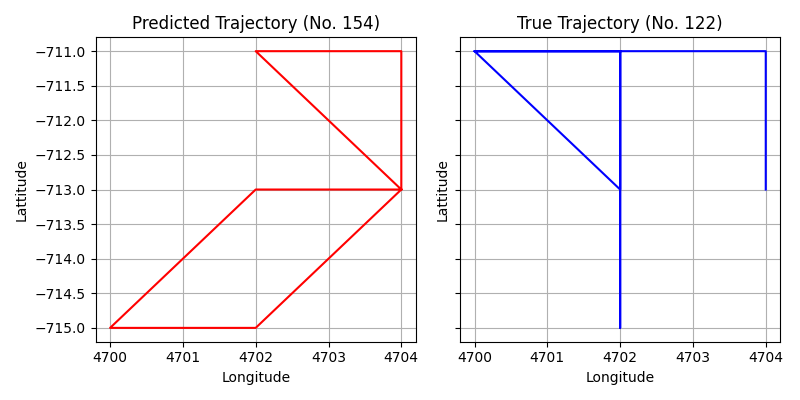 Predicted Trajectory (No. 154)
True Trajectory (No. 122)
−711.0
−711.5
−712.0
−712.5
−713.0
−713.5
−714.0
−714.5
−715.0
Lattitude
Lattitude
4700 4701 4702 4703 4704
4700 4701 4702 4703 4704
Longitude
Longitude